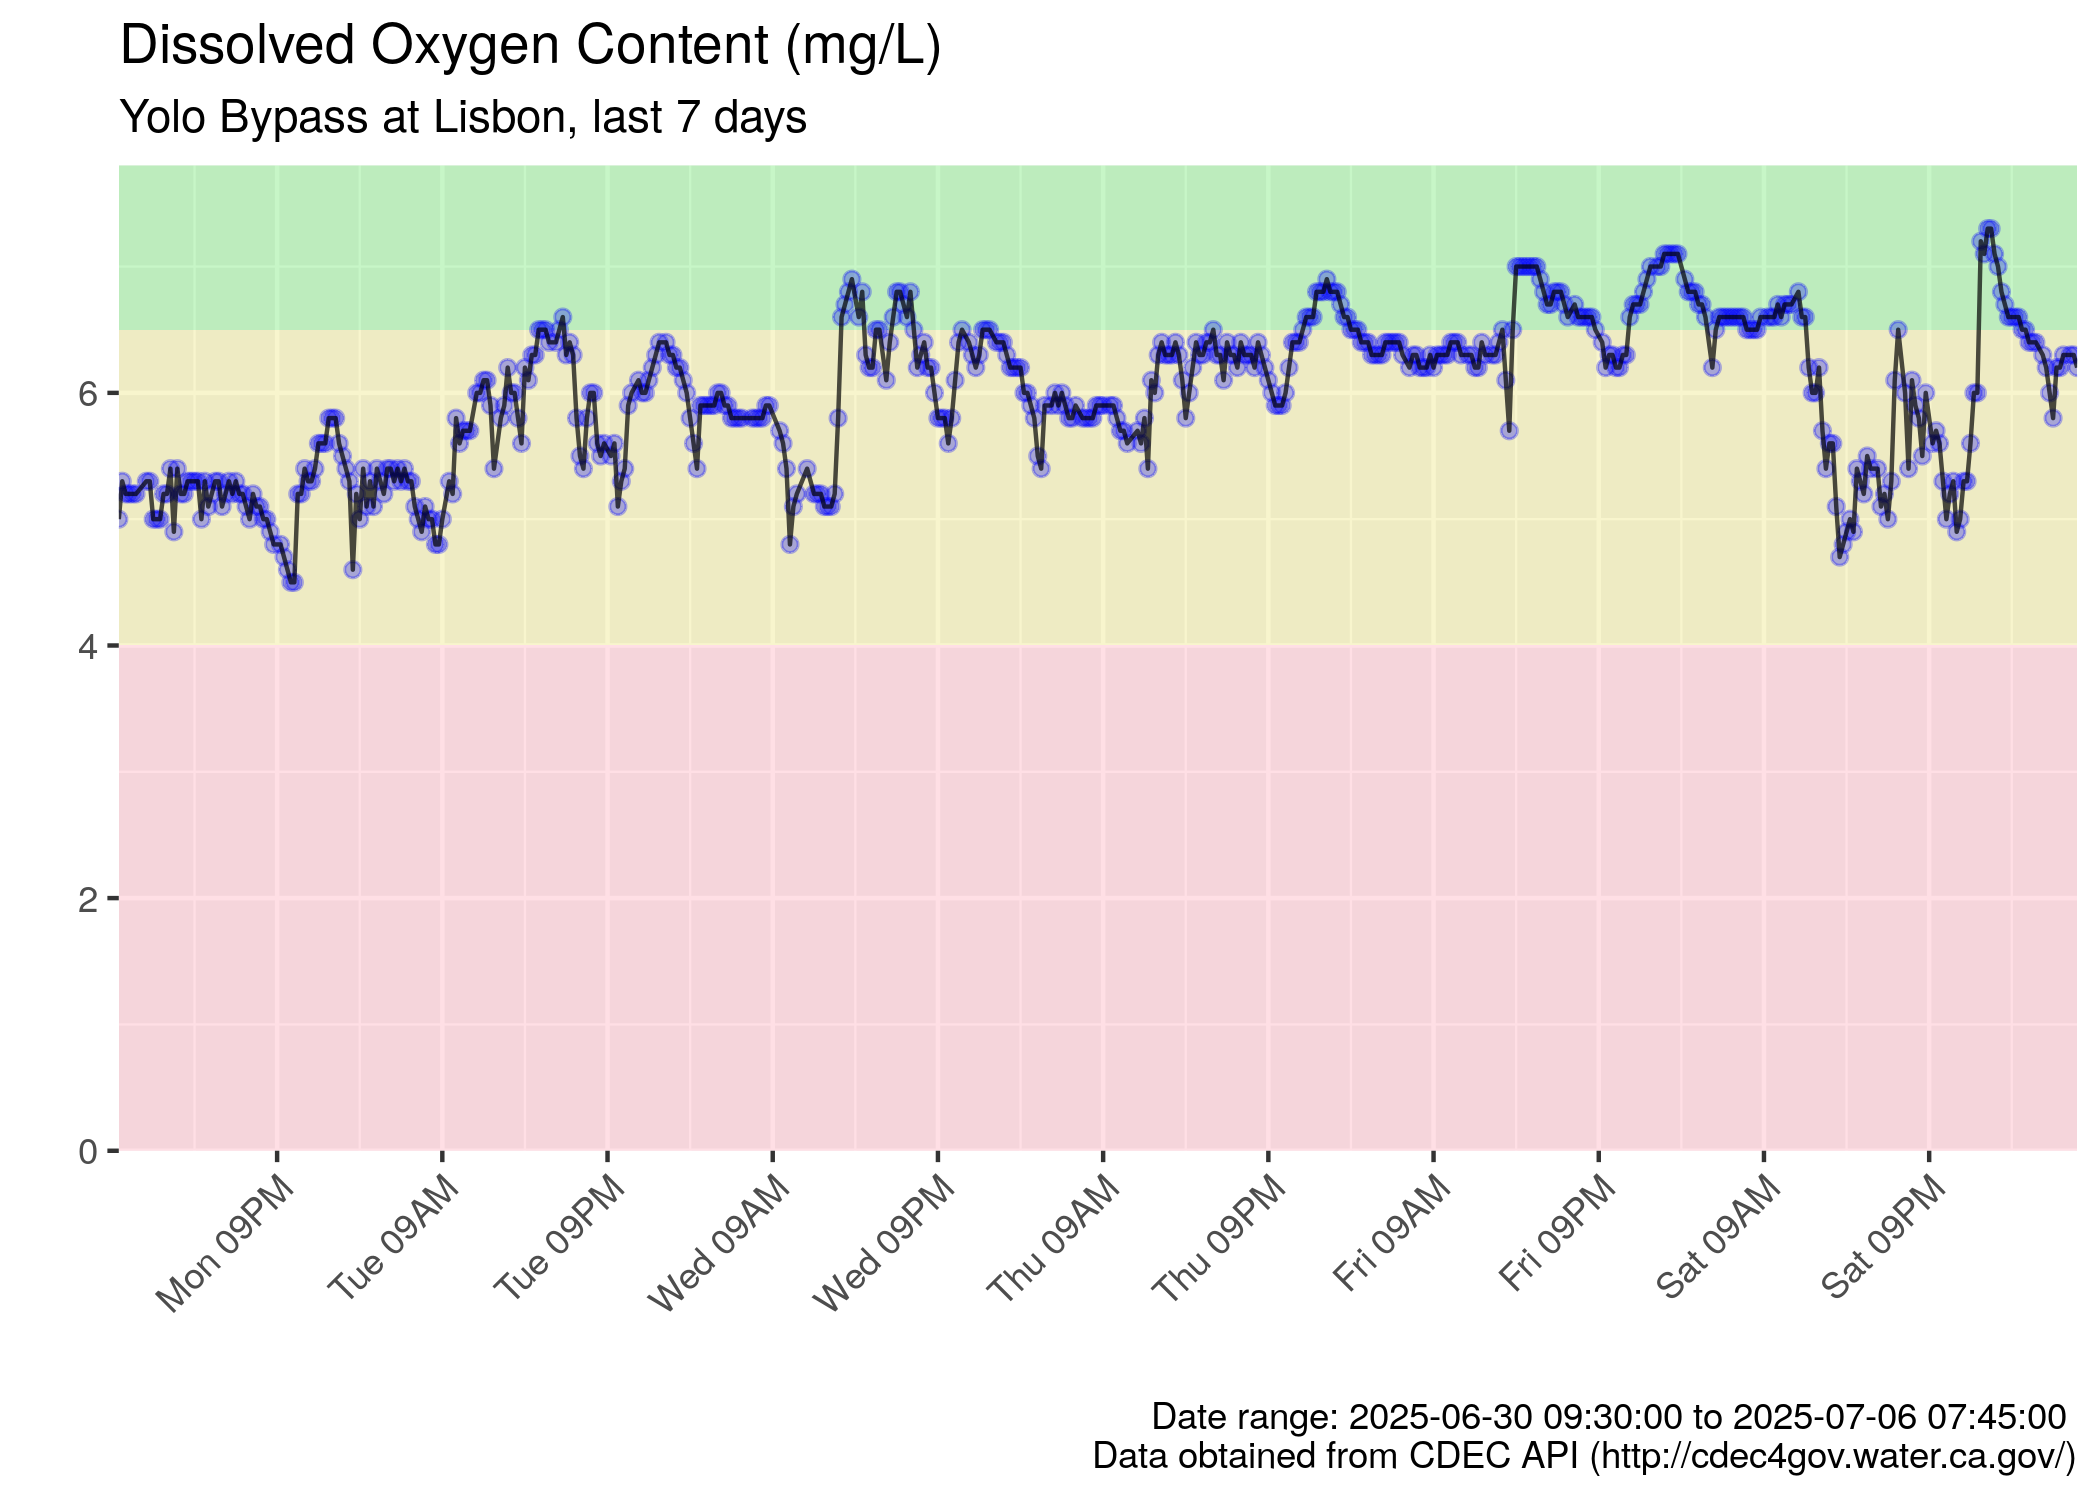 Dissolved Oxygen Content (mg/L)
Yolo Bypass at Lisbon, last 7 days
6
4
2
0
Mon 09PM
Tue 09AM
Tue 09PM
Wed 09AM
Wed 09PM
Thu 09AM
Thu 09PM
Fri 09AM
Fri 09PM
Sat 09AM
Sat 09PM
Date range: 2025-06-30 09:30:00 to 2025-07-06 07:45:00
Data obtained from CDEC API (http://cdec4gov.water.ca.gov/)